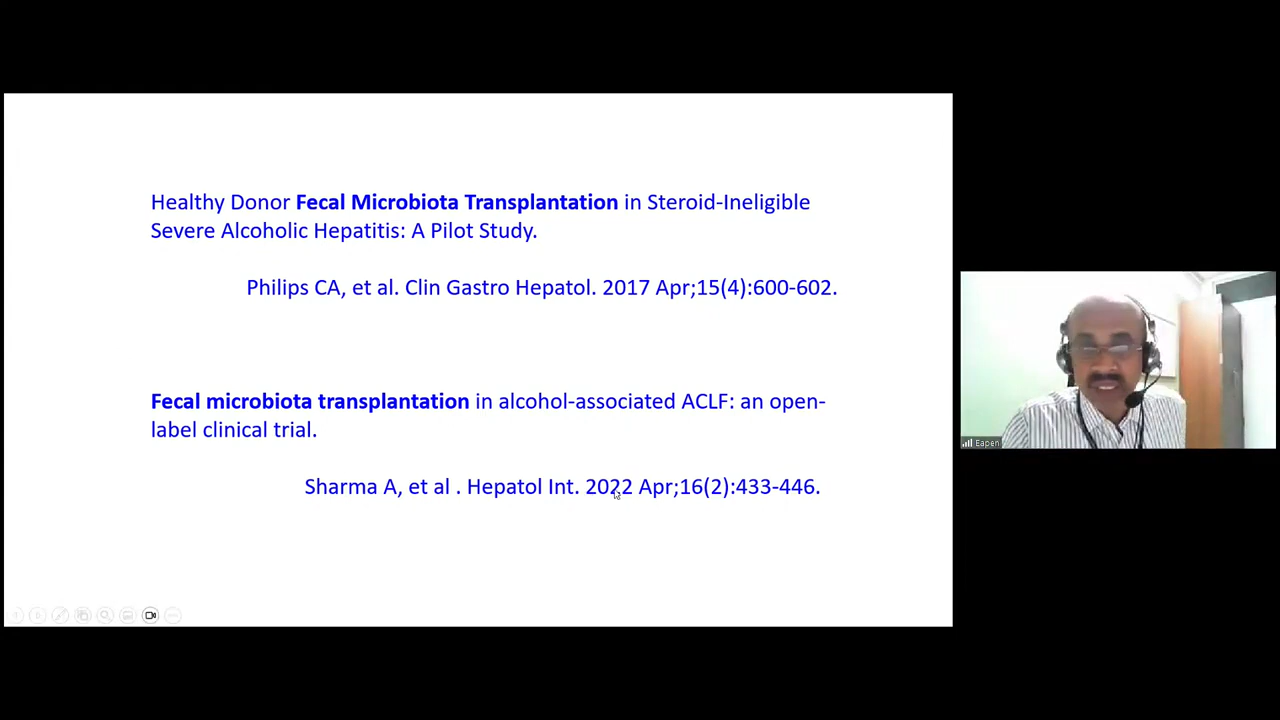 Healthy Donor Fecal Microbiota Transplantation in Steroid-Ineligible
Severe Alcoholic Hepatitis: A Pilot Study.
Philips CA, et al. Clin Gastro Hepatol. 2017 Apr;15(4):600-602.
Fecal microbiota transplantation in alcohol-associated ACLF: an open-
label clinical trial.
Sharma A, et al . Hepatol Int. 2022 Apr;16(2):433-446.
Eapen